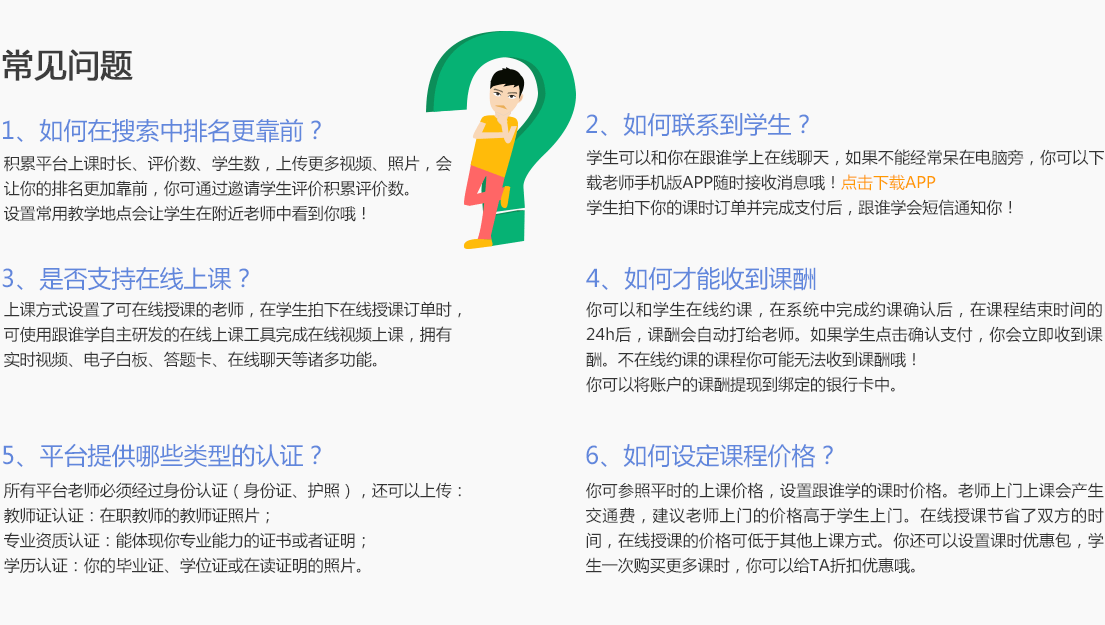 常见问题
1、如何在搜索中排名更靠前？
积累平台上课时长、评价数、学生数，上传更多视频、照片，会
让你的排名更加靠前，你可通过邀请学生评价积累评价数。
设置常用教学地点会让学生在附近老师中看到你哦！
2、如何联系到学生？
学生可以和你在跟谁学上在线聊天，如果不能经常呆在电脑旁，你可以下
载老师手机版APP随时接收消息哦！点击下载APP
学生拍下你的课时订单并完成支付后，跟谁学会短信通知你！
3、是否支持在线上课？
上课方式设置了可在线授课的老师，在学生拍下在线授课订单时，
可使用跟谁学自主研发的在线上课工具完成在线视频上课，拥有
实时视频、电子白板、答题卡、在线聊天等诸多功能。
4、如何才能收到课酬
你可以和学生在线约课，在系统中完成约课确认后，在课程结束时间的
24h后，课酬会自动打给老师。如果学生点击确认支付，你会立即收到课
酬。不在线约课的课程你可能无法收到课酬哦！
你可以将账户的课酬提现到绑定的银行卡中。
5、平台提供哪些类型的认证？
所有平台老师必须经过身份认证（身份证、护照），还可以上传：
教师证认证：在职教师的教师证照片；
专业资质认证：能体现你专业能力的证书或者证明；
学历认证：你的毕业证、学位证或在读证明的照片。
6、如何设定课程价格？
你可参照平时的上课价格，设置跟谁学的课时价格。老师上门上课会产生
交通费，建议老师上门的价格高于学生上门。在线授课节省了双方的时
间，在线授课的价格可低于其他上课方式。你还可以设置课时优惠包，学
生一次购买更多课时，你可以给TA折扣优惠哦。